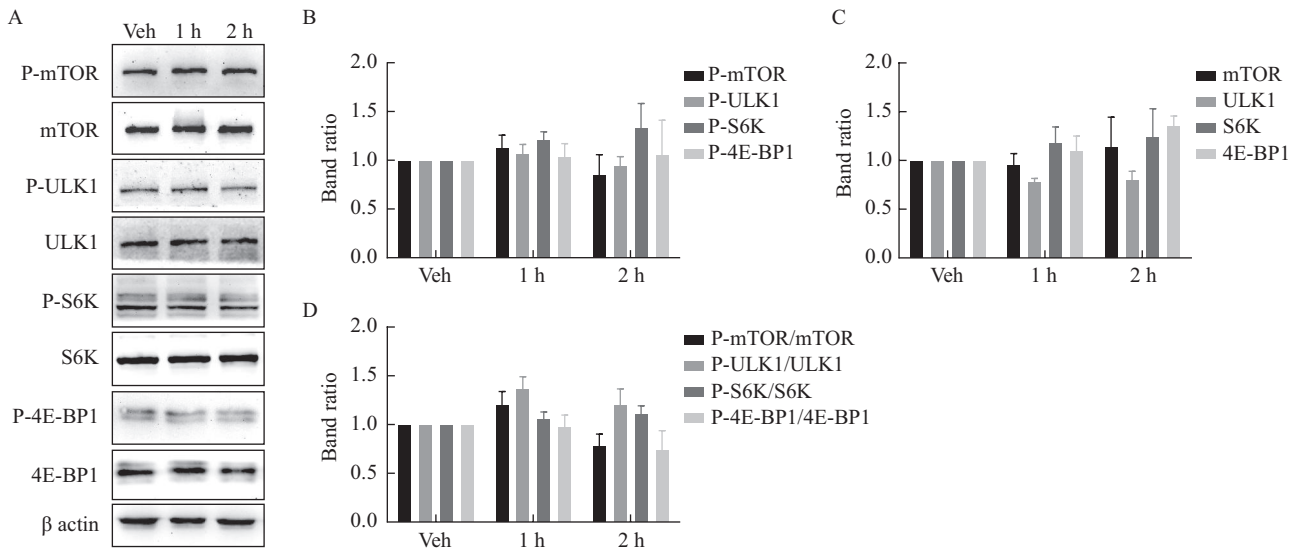 A
Veh 1 h 2 h
P-mTOR
mTOR
P-ULK1
ULK1
P-S6K
S6K
P-4E-BP1
4E-BP1
β actin
B
2.0
1.5
1.0
0.5
0.0
Band ratio
Veh 1 h 2 h
P-mTOR
P-ULK1
P-S6K
P-4E-BP1
C
2.0
1.5
1.0
0.5
0.0
Band ratio
Veh 1 h 2 h
mTOR
ULK1
S6K
4E-BP1
D
2.0
1.5
1.0
0.5
0.0
Band ratio
Veh 1 h 2 h
P-mTOR/mTOR
P-ULK1/ULK1
P-S6K/S6K
P-4E-BP1/4E-BP1